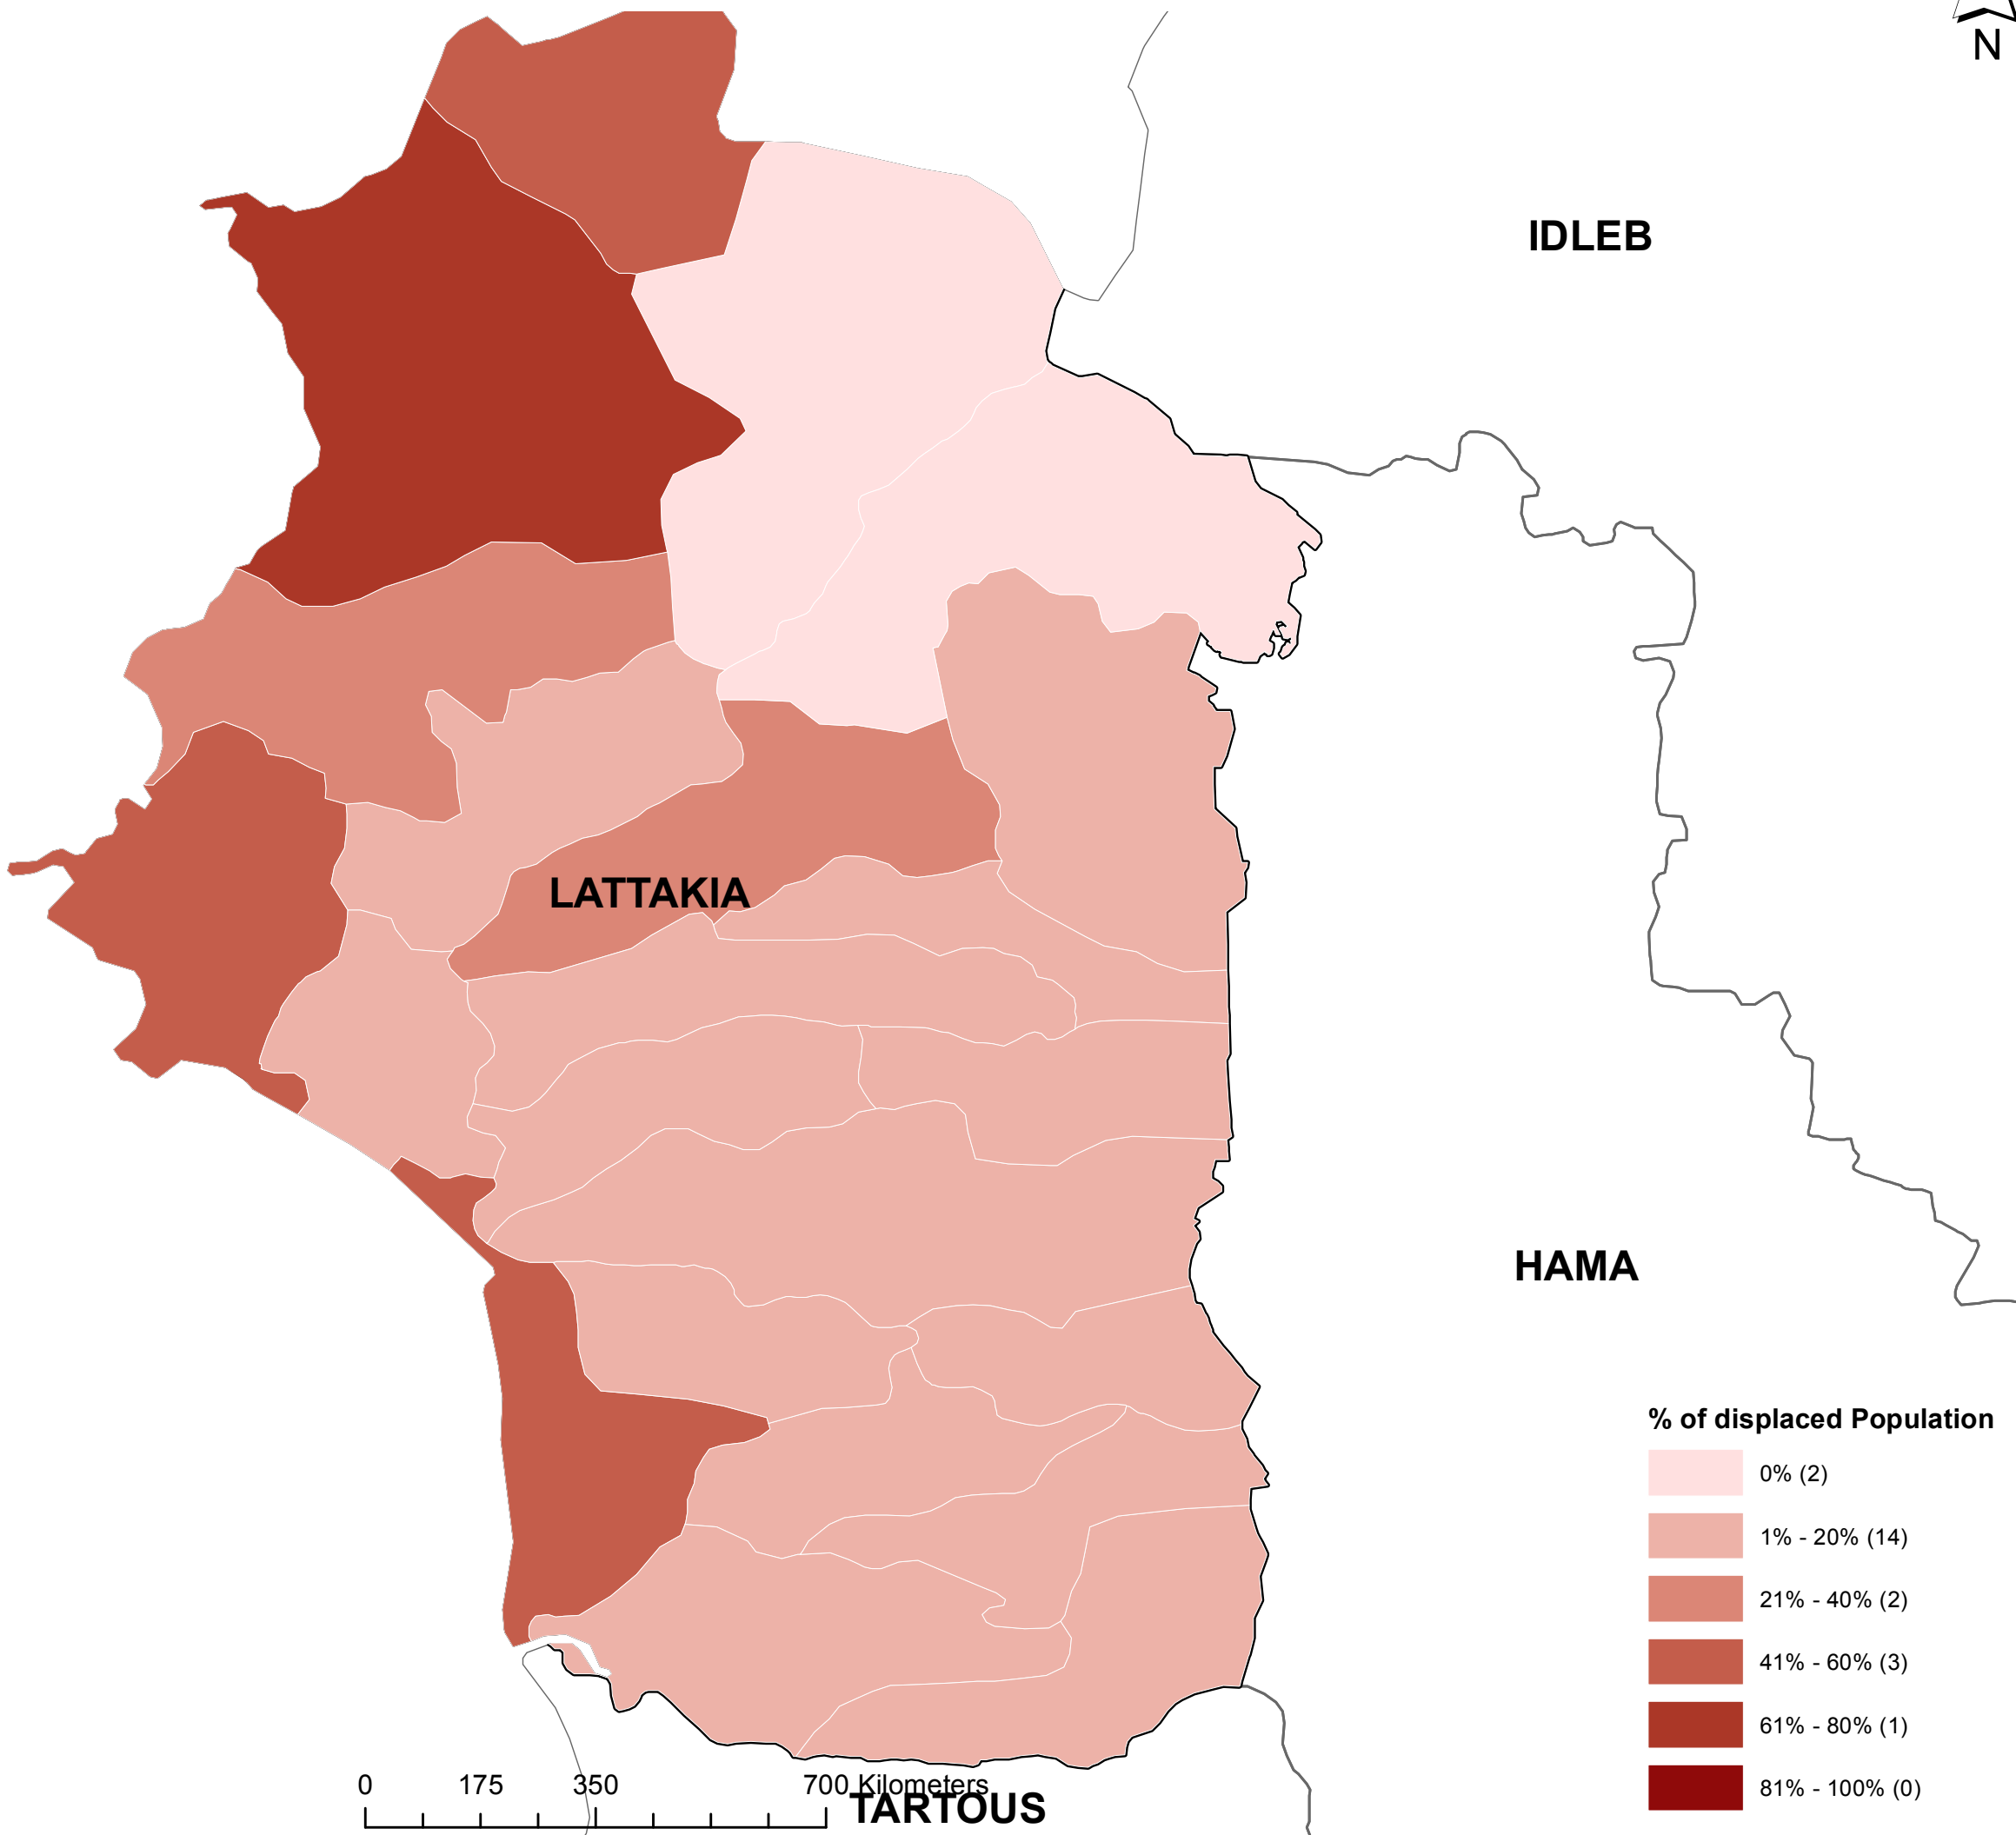 N
IDLEB
LATTAKIA
HAMA
% of displaced Population
0% (2)
1% - 20% (14)
21% - 40% (2)
41% - 60% (3)
61% - 80% (1)
81% - 100% (0)
0 175 350 700 Kilometers
TARTOUS